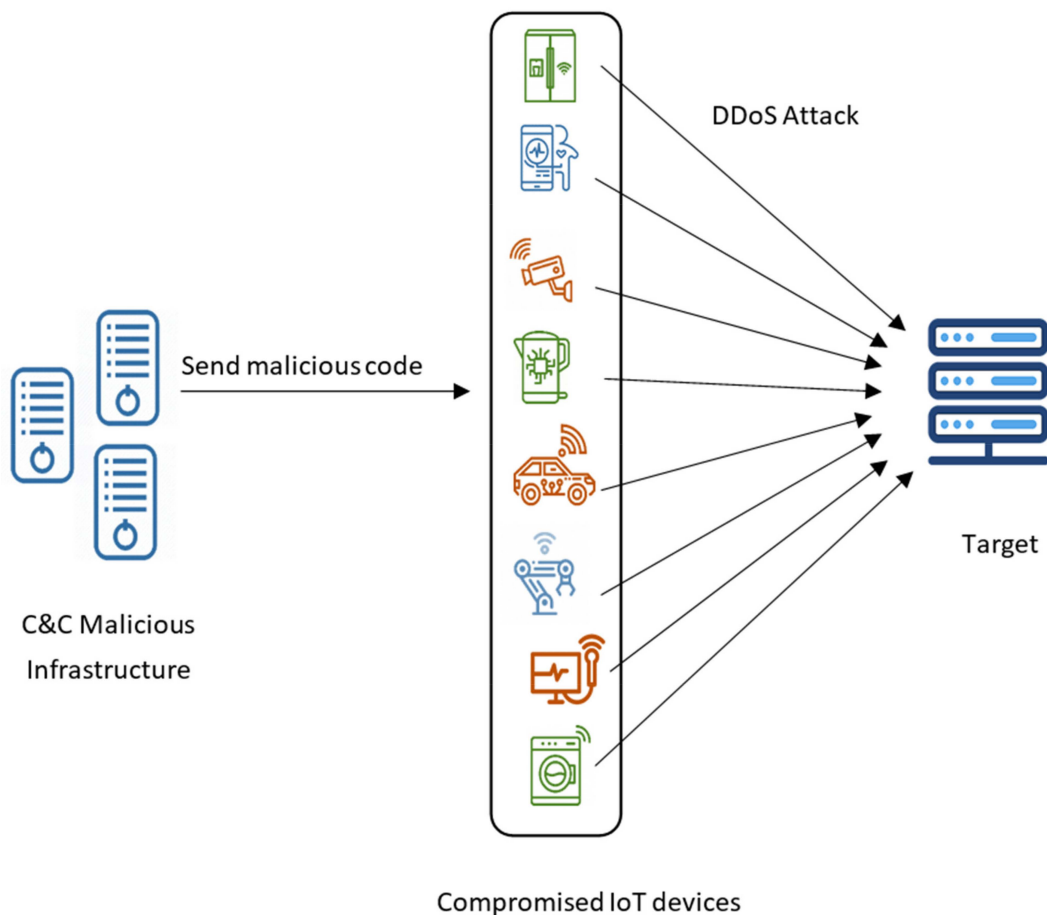 DDoS Attack
Send malicious code
C&C Malicious
Infrastructure
Target
Compromised IoT devices